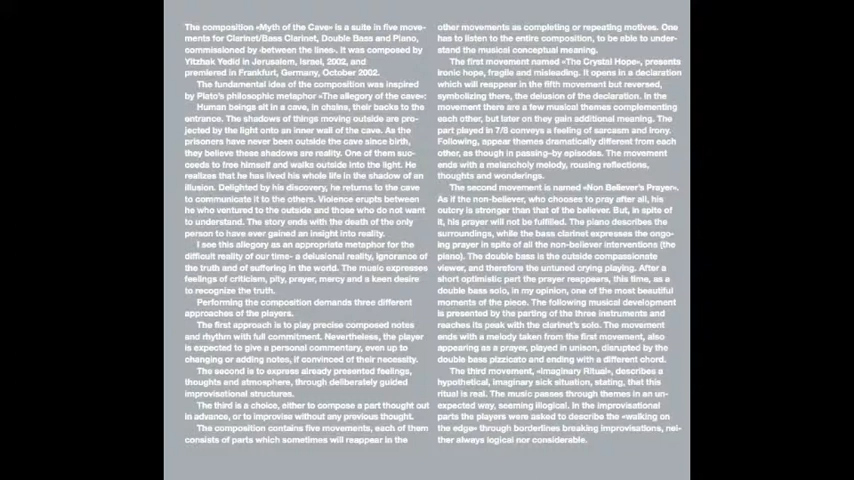 The composition «Myth of the Cave» is a suite in five move-
ments for Clarinet/Bass Clarinet, Double Bass and Piano,
commissioned by ‹between the lines›. It was composed by
Yitzhak Yedid in Jerusalem, Israel, 2002, and
premiered in Frankfurt, Germany, October 2002.
The fundamental idea of the composition was inspired
by Plato's philosophic metaphor «The allegory of the cave»:
Human beings sit in a cave, in chains, their backs to the
entrance. The shadows of things moving outside are pro-
jected by the light onto an inner wall of the cave. As the
prisoners have never been outside the cave since birth,
they believe these shadows are reality. One of them suc-
ceeds to free himself and walks outside into the light. He
realizes that he has lived his whole life in the shadow of an
illusion. Delighted by his discovery, he returns to the cave
to communicate it to the others. Violence erupts between
he who ventured to the outside and those who do not want
to understand. The story ends with the death of the only
person to have ever gained an insight into reality.
I see this allegory as an appropriate metaphor for the
difficult reality of our time- a delusional reality, ignorance of
the truth and of suffering in the world. The music expresses
feelings of criticism, pity, prayer, mercy and a keen desire
to recognize the truth.
Performing the composition demands three different
approaches of the players.
The first approach is to play precise composed notes
and rhythm with full commitment. Nevertheless, the player
is expected to give a personal commentary, even up to
changing or adding notes, if convinced of their necessity.
The second is to express already presented feelings,
thoughts and atmosphere, through deliberately guided
improvisational structures.
The third is a choice, either to compose a part thought out
in advance, or to improvise without any previous thought.
The composition contains five movements, each of them
consists of parts which sometimes will reappear in the
other movements as completing or repeating motives. One
has to listen to the entire composition, to be able to under-
stand the musical conceptual meaning.
The first movement named «The Crystal Hope», presents
ironic hope, fragile and misleading. It opens in a declaration
which will reappear in the fifth movement but reversed,
symbolizing there, the delusion of the declaration. In the
movement there are a few musical themes complementing
each other, but later on they gain additional meaning. The
part played in 7/8 conveys a feeling of sarcasm and irony.
Following, appear themes dramatically different from each
other, as though in passing-by episodes. The movement
ends with a melancholy melody, rousing reflections,
thoughts and wonderings.
The second movement is named «Non Believer's Prayer».
As if the non-believer, who chooses to pray after all, his
outcry is stronger than that of the believer. But, in spite of
it, his prayer will not be fulfilled. The piano describes the
surroundings, while the bass clarinet expresses the ongo-
ing prayer in spite of all the non-believer interventions (the
piano). The double bass is the outside compassionate
viewer, and therefore the untuned crying playing. After a
short optimistic part the prayer reappears, this time, as a
double bass solo, in my opinion, one of the most beautiful
moments of the piece. The following musical development
is presented by the parting of the three instruments and
reaches its peak with the clarinet's solo. The movement
ends with a melody taken from the first movement, also
appearing as a prayer, played in unison, disrupted by the
double bass pizzicato and ending with a different chord.
The third movement, «Imaginary Ritual», describes a
hypothetical, imaginary sick situation, stating, that this
ritual is real. The music passes through themes in an un-
expected way, seeming illogical. In the improvisational
parts the players were asked to describe the «walking on
the edge» through borderlines breaking improvisations, nei-
ther always logical nor considerable.